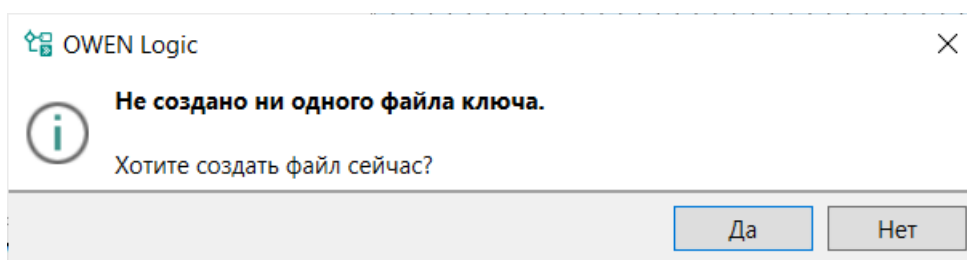 OWEN Logic
Не создано ни одного файла ключа.
Хотите создать файл сейчас?
Да Нет